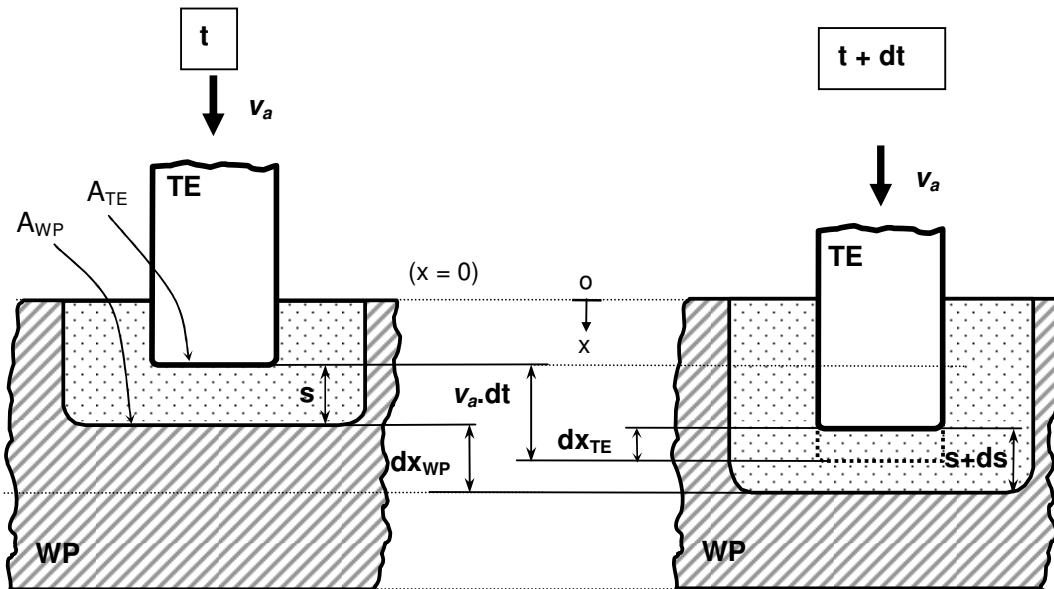 t
v_a
TE
A_TE
A_WP
(x = 0)
s
dx_WP
WP
o
x
v_a.dt
dx_TE
t + dt
v_a
TE
s+ds
WP